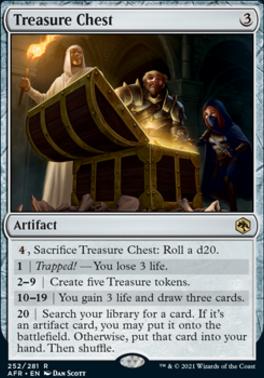 Treasure Chest 3
Artifact
4, Sacrifice Treasure Chest: Roll a d20.
1 | Trapped! — You lose 3 life.
2–9 | Create five Treasure tokens.
10–19 | You gain 3 life and draw three cards.
20 | Search your library for a card. If it's
an artifact card, you may put it onto the
battlefield. Otherwise, put that card into your
hand. Then shuffle.
252/281 R
AFR • EN DAN SCOTT
™ & © 2021 Wizards of the Coast